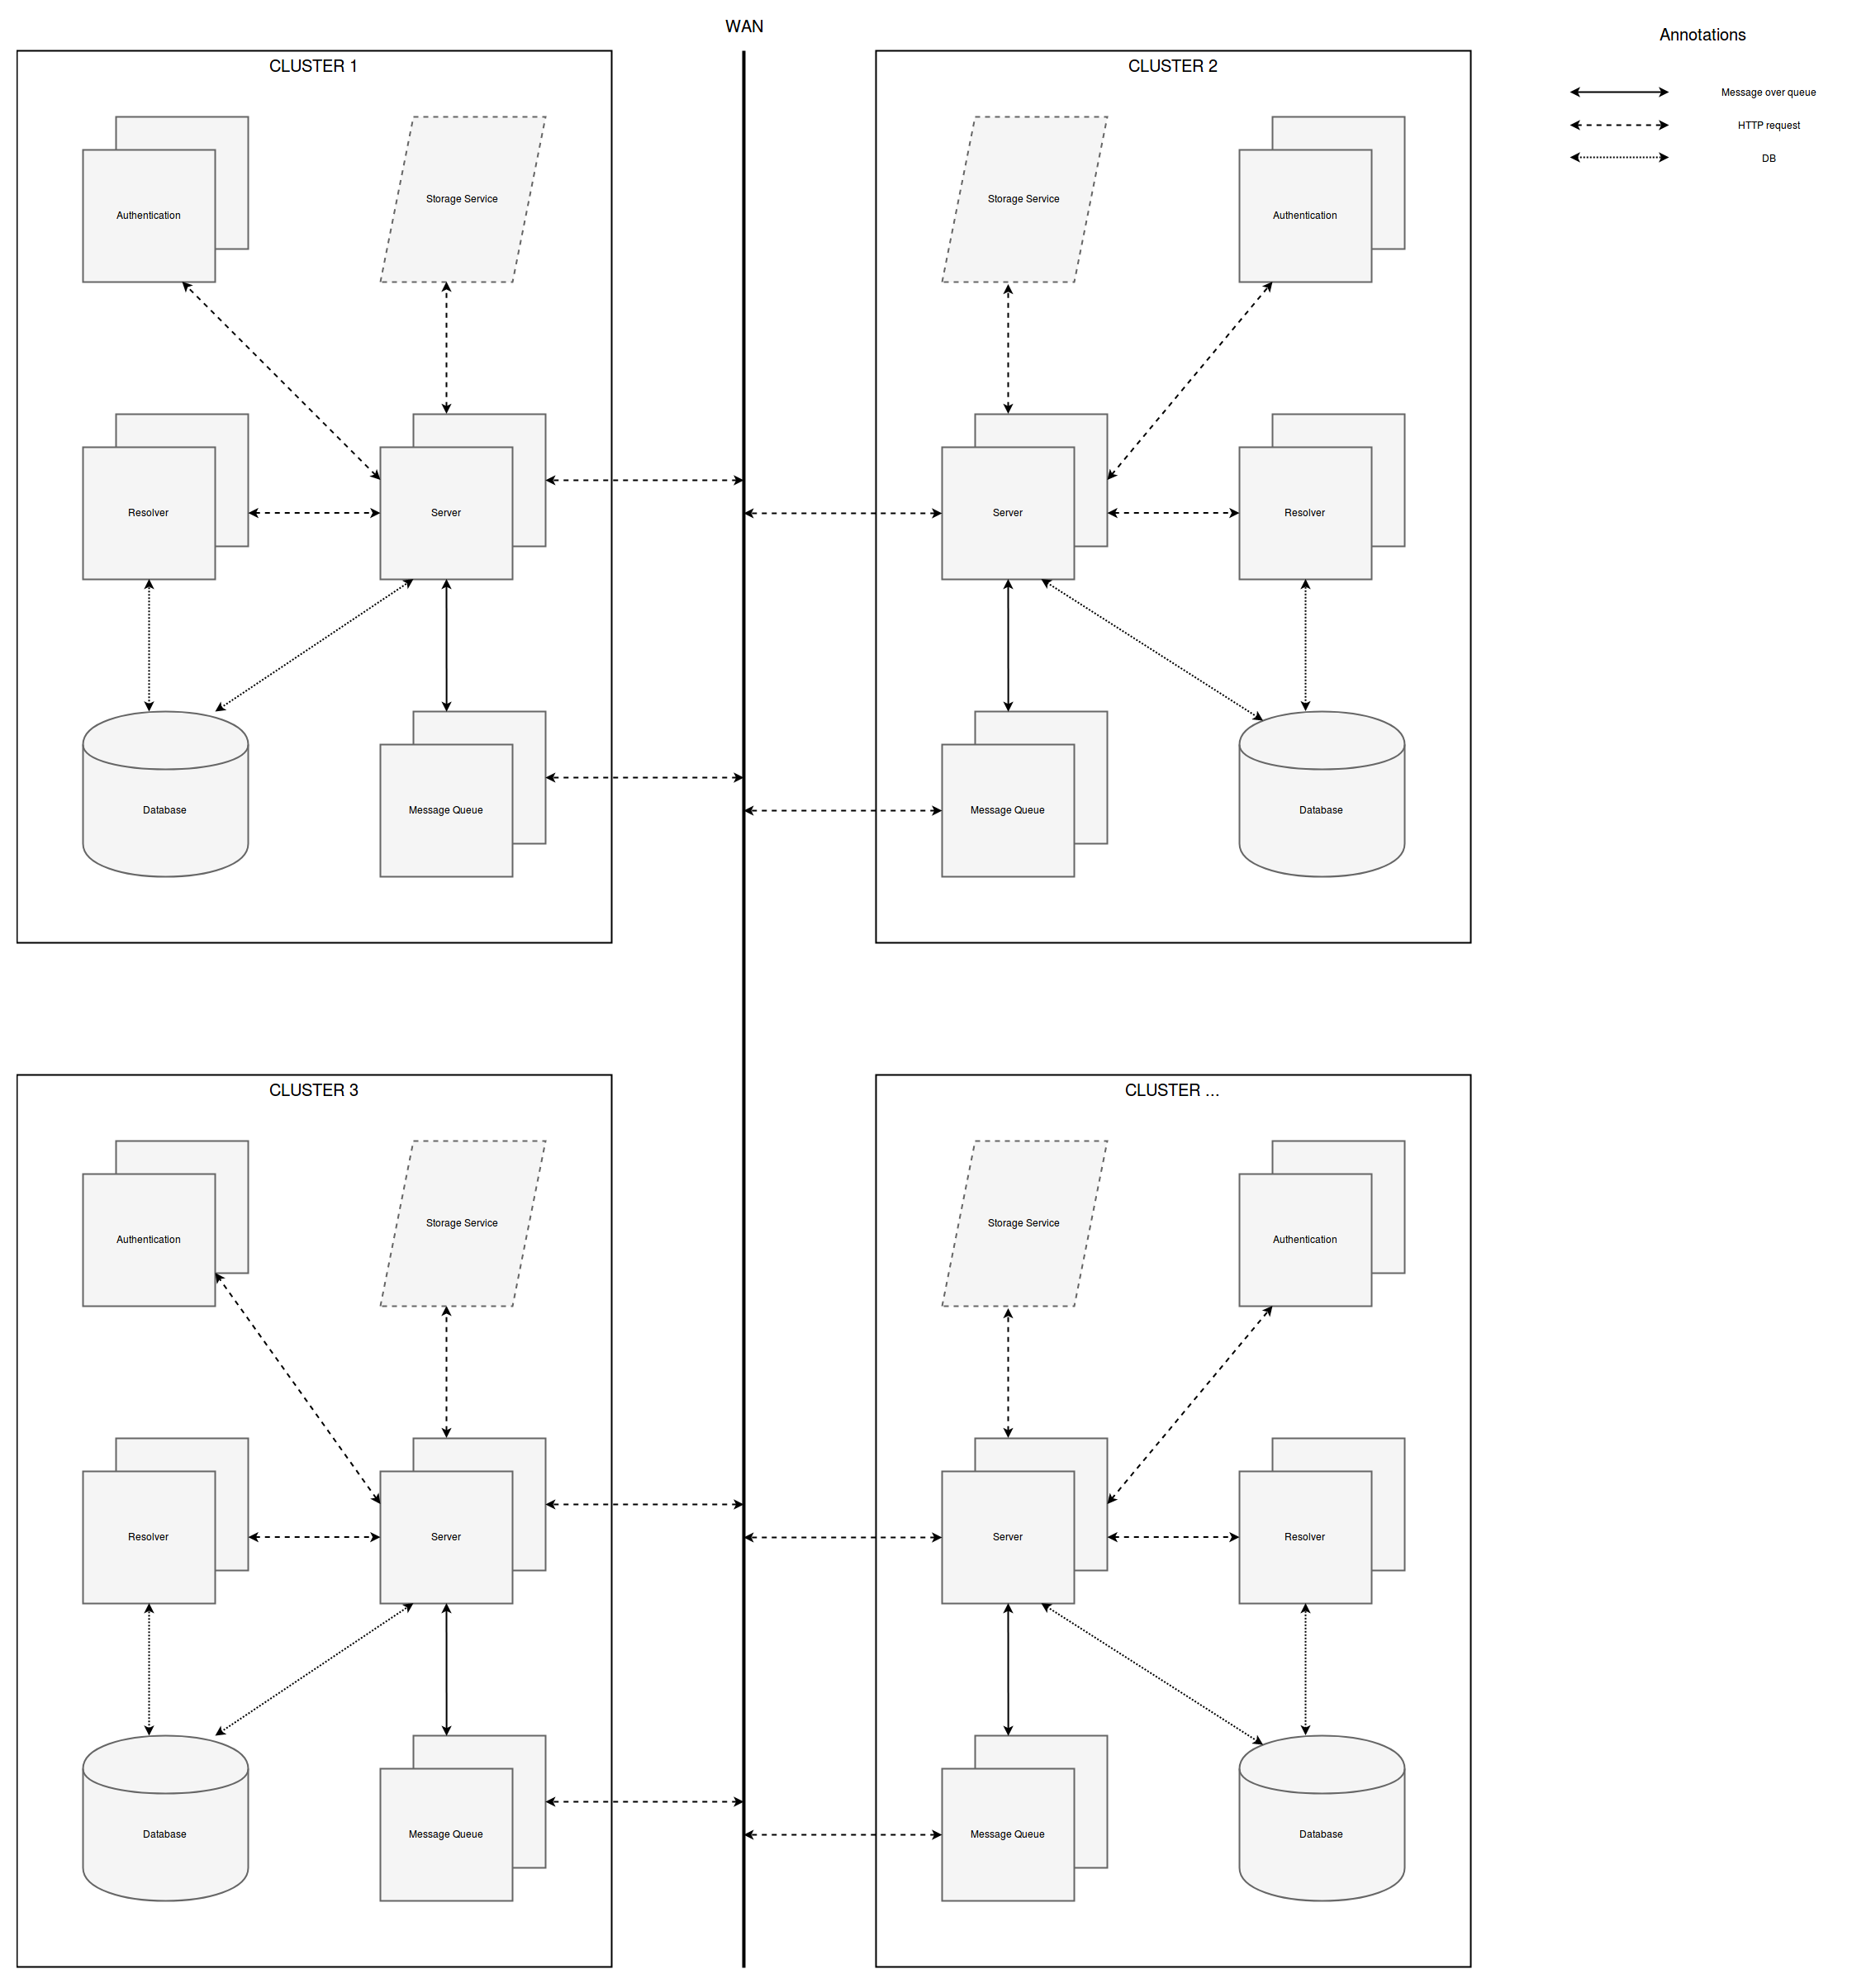 WAN
Annotations
Message over queue
HTTP request
DB
CLUSTER 1
Authentication
Storage Service
Resolver
Server
Database
Message Queue
CLUSTER 2
Storage Service
Authentication
Server
Resolver
Message Queue
Database
CLUSTER 3
Authentication
Storage Service
Resolver
Server
Database
Message Queue
CLUSTER ...
Storage Service
Authentication
Server
Resolver
Message Queue
Database